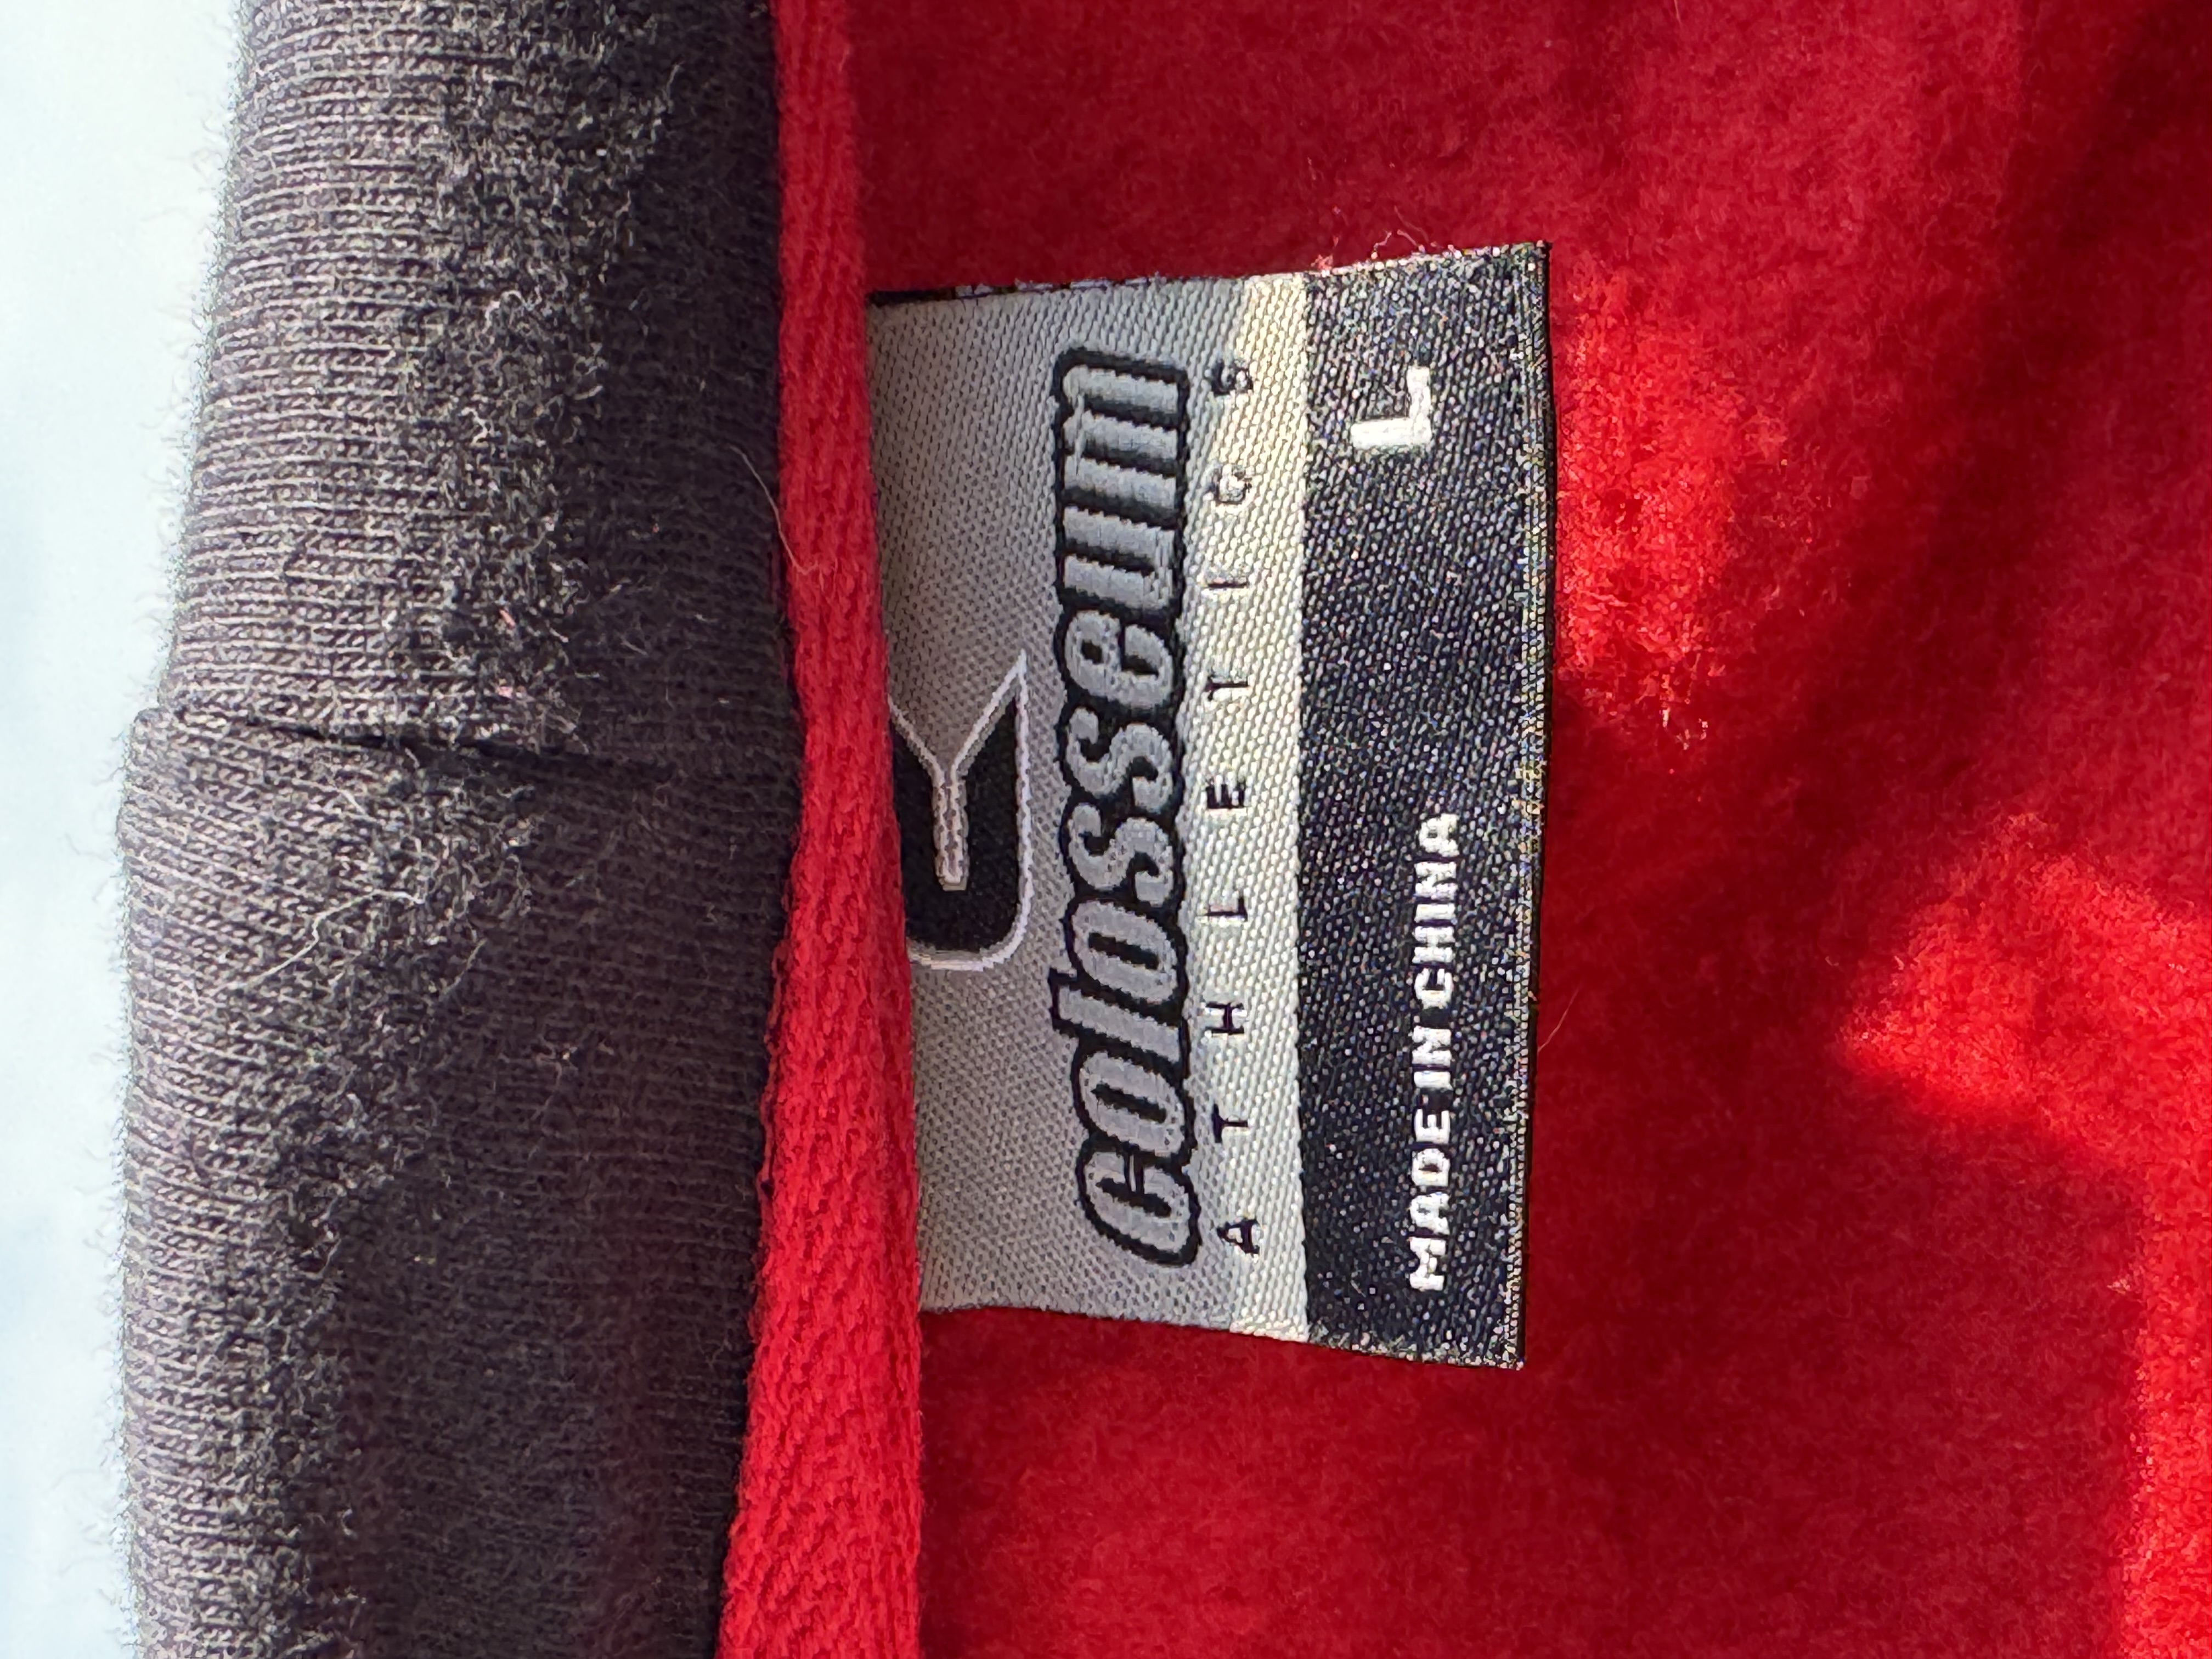 colosseum
ATHLETICS
L
MADE IN CHINA